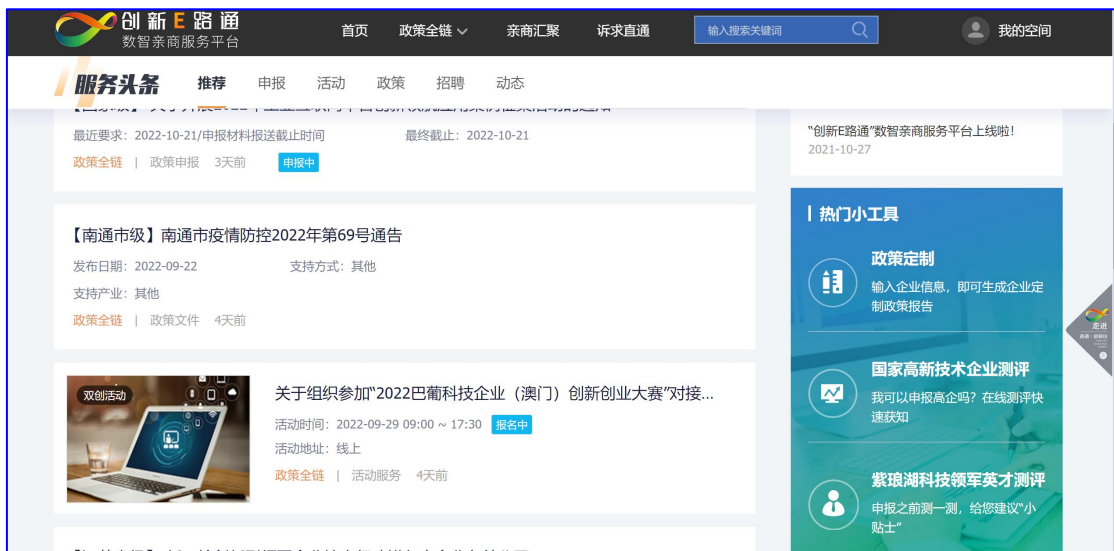 创新E路通
数智亲商服务平台
首页 政策全链 亲商汇聚 诉求直通 输入搜索关键词 我的空间
服务头条 推荐 申报 活动 政策 招聘 动态
最近要求：2022-10-21/申报材料报送截止时间 最终截止：2022-10-21
政策全链 | 政策申报 3天前 申报中
【南通市级】南通市疫情防控2022年第69号通告
发布日期：2022-09-22 支持方式：其他
支持产业：其他
政策全链 | 政策文件 4天前
双创活动
关于组织参加“2022巴葡科技企业（澳门）创新创业大赛”对接...
活动时间：2022-09-29 09:00 ~ 17:30 报名中
活动地址：线上
政策全链 | 活动服务 4天前
“创新E路通”数智亲商服务平台上线啦！
2021-10-27
热门小工具
政策定制
输入企业信息，即可生成企业定
制政策报告
国家高新技术企业测评
我可以申报高企吗？在线测评快
速获知
紫琅湖科技领军英才测评
申报之前测一测，给您建议“小
贴士”
走进